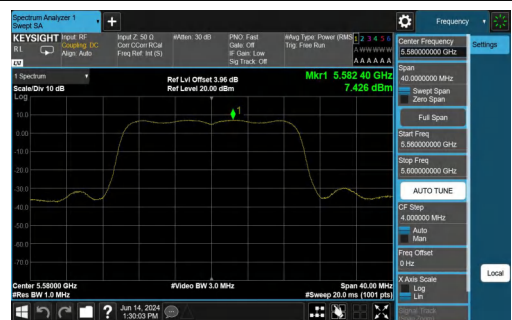 Spectrum Analyzer 1
Swept SA
Frequency
KEYSIGHT
RL
Input: RF
Coupling: DC
Align: Auto
Input Z: 50 Ω
Corr CCorr RCal
Freq Ref: Int (S)
#Atten: 30 dB
PNO: Fast
Gate: Off
IF Gain: Low
Sig Track: Off
#Avg Type: Power (RMS
Trig: Free Run
1 2 3 4 5 6
A W W W W W
A A A A A A
LXI
1 Spectrum
Scale/Div 10 dB
Ref Lvl Offset 3.96 dB
Ref Level 20.00 dBm
Mkr1 5.582 40 GHz
7.426 dBm
Log
1
10.0
0.00
-10.0
-20.0
-30.0
-40.0
-50.0
-60.0
-70.0
Center 5.58000 GHz
#Res BW 1.0 MHz
#Video BW 3.0 MHz
Span 40.00 MHz
#Sweep 20.0 ms (1001 pts)
Center Frequency
5.580000000 GHz
Settings
Span
40.0000000 MHz
Swept Span
Zero Span
Full Span
Start Freq
5.560000000 GHz
Stop Freq
5.600000000 GHz
AUTO TUNE
CF Step
4.000000 MHz
Auto
Man
Freq Offset
0 Hz
X Axis Scale
Log
Lin
Local
Signal Track
Jun 14, 2024
1:30:03 PM